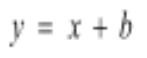 y = x + b